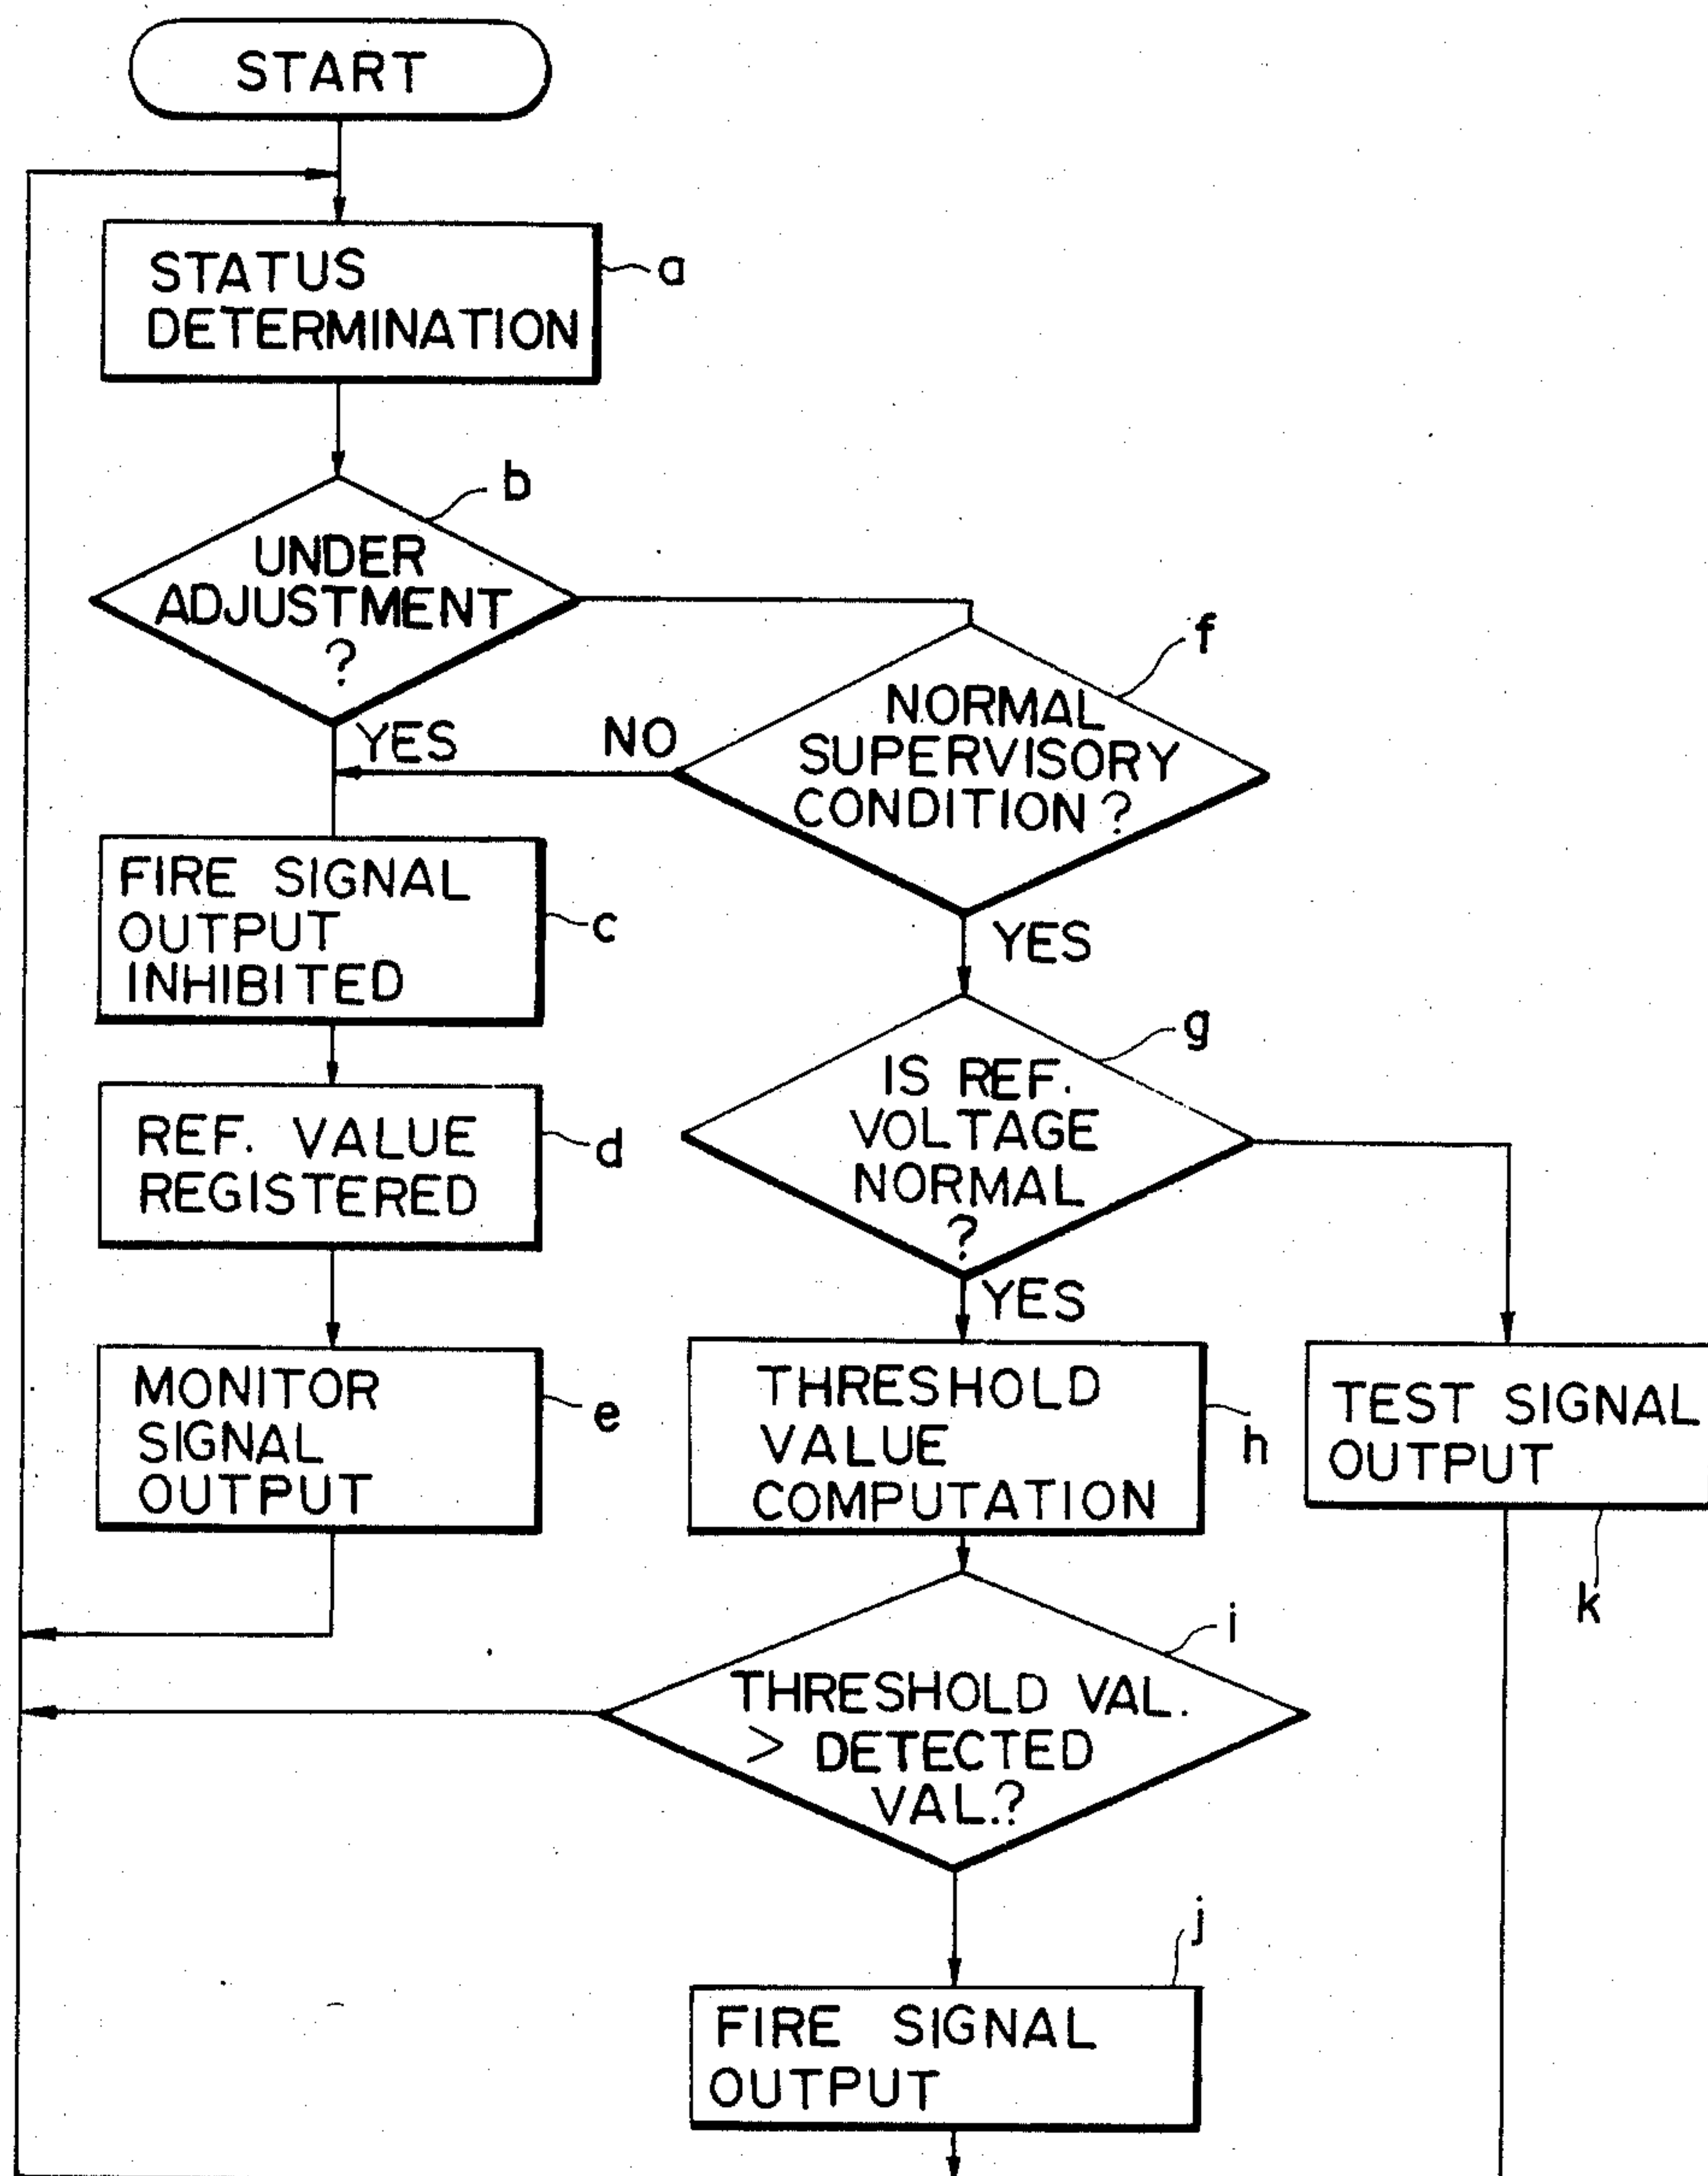 START
STATUS
DETERMINATION
a
b
UNDER
ADJUSTMENT
?
YES
f
NORMAL
SUPERVISORY
CONDITION?
NO
YES
FIRE SIGNAL
OUTPUT
INHIBITED
c
g
IS REF.
VOLTAGE
NORMAL
?
YES
REF. VALUE
REGISTERED
d
MONITOR
SIGNAL
OUTPUT
e
THRESHOLD
VALUE
COMPUTATION
h
TEST SIGNAL
OUTPUT
k
i
THRESHOLD VAL.
> DETECTED
VAL.?
j
FIRE SIGNAL
OUTPUT